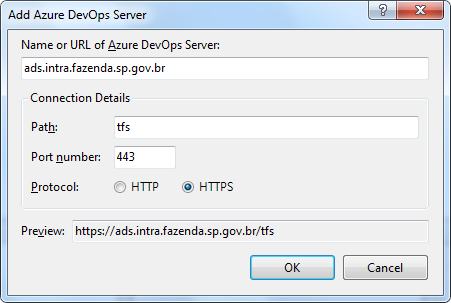 Add Azure DevOps Server
Name or URL of Azure DevOps Server:
ads.intra.fazenda.sp.gov.br
Connection Details
Path: tfs
Port number: 443
Protocol: HTTP HTTPS
Preview: https://ads.intra.fazenda.sp.gov.br/tfs
OK Cancel